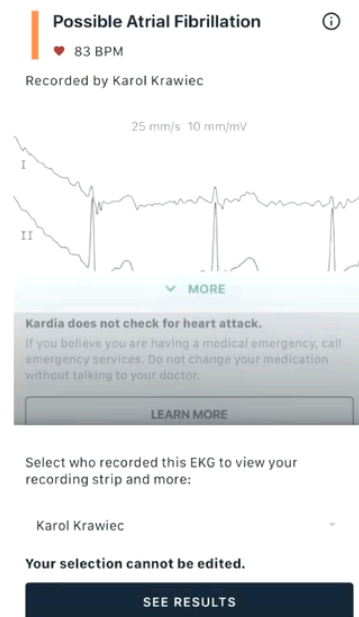 Possible Atrial Fibrillation
83 BPM
Recorded by Karol Krawiec
25 mm/s 10 mm/mV
I
II
MORE
Kardia does not check for heart attack.
If you believe you are having a medical emergency, call
emergency services. Do not change your medication
without talking to your doctor.
LEARN MORE
Select who recorded this EKG to view your
recording strip and more:
Karol Krawiec
Your selection cannot be edited.
SEE RESULTS